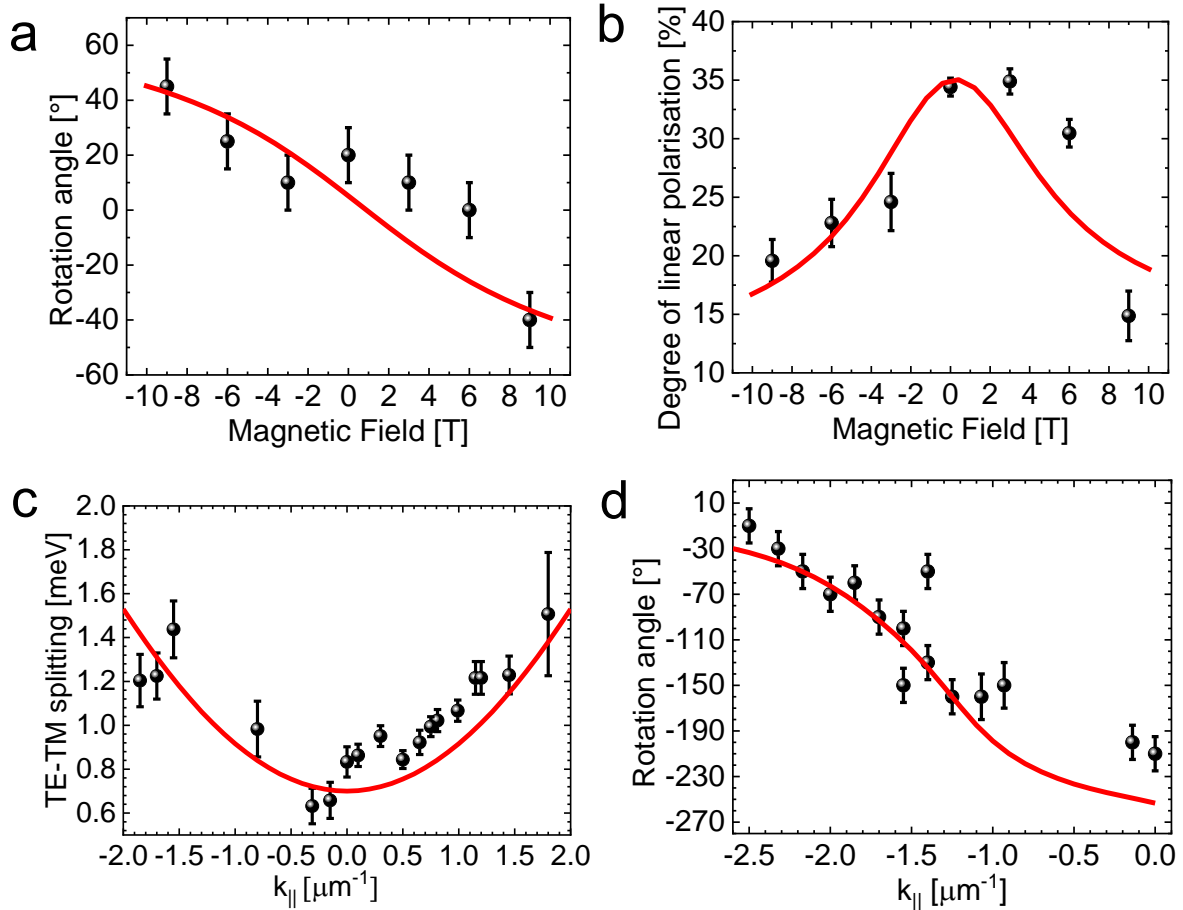 a
Rotation angle [°]
60
40
20
0
-20
-40
-60
-10 -8 -6 -4 -2 0 2 4 6 8 10
Magnetic Field [T]
b
Degree of linear polarisation [%]
40
35
30
25
20
15
10
-10 -8 -6 -4 -2 0 2 4 6 8 10
Magnetic Field [T]
c
TE-TM splitting [meV]
2.0
1.8
1.6
1.4
1.2
1.0
0.8
0.6
-2.0 -1.5 -1.0 -0.5 0.0 0.5 1.0 1.5 2.0
k|| [μm-1]
d
Rotation angle [°]
10
-30
-70
-110
-150
-190
-230
-270
-2.5 -2.0 -1.5 -1.0 -0.5 0.0
k|| [μm-1]